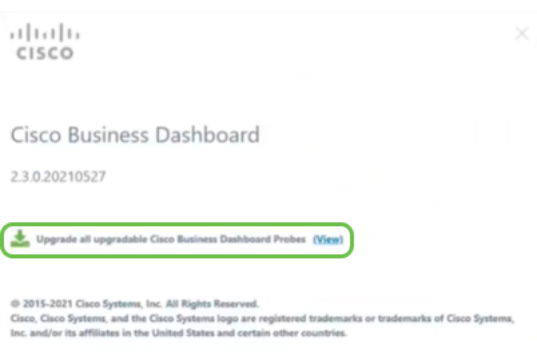 CISCO
Cisco Business Dashboard
2.3.0.20210527
Upgrade all upgradable Cisco Business Dashboard Probes (View)
© 2015-2021 Cisco Systems, Inc. All Rights Reserved.
Cisco, Cisco Systems, and the Cisco Systems logo are registered trademarks or trademarks of Cisco Systems,
Inc. and/or its affiliates in the United States and certain other countries.